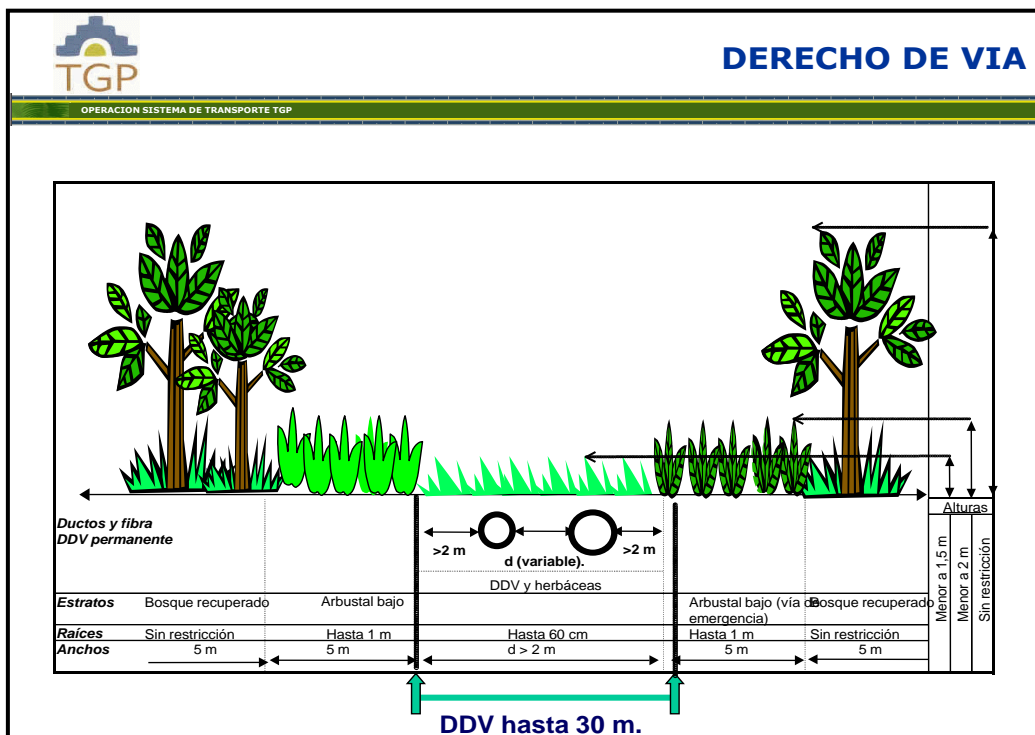 TGP
DERECHO DE VIA
OPERACION SISTEMA DE TRANSPORTE TGP
Alturas
Menor a 1,5 m
Menor a 2 m
Sin restricción
Ductos y fibra
DDV permanente
>2 m
>2 m
d (variable).
DDV y herbáceas
Estratos Bosque recuperado Arbustal bajo Arbustal bajo (vía de Bosque recuperado
emergencia)
Raíces Sin restricción Hasta 1 m Hasta 60 cm Hasta 1 m Sin restricción
Anchos 5 m 5 m d > 2 m 5 m 5 m
DDV hasta 30 m.